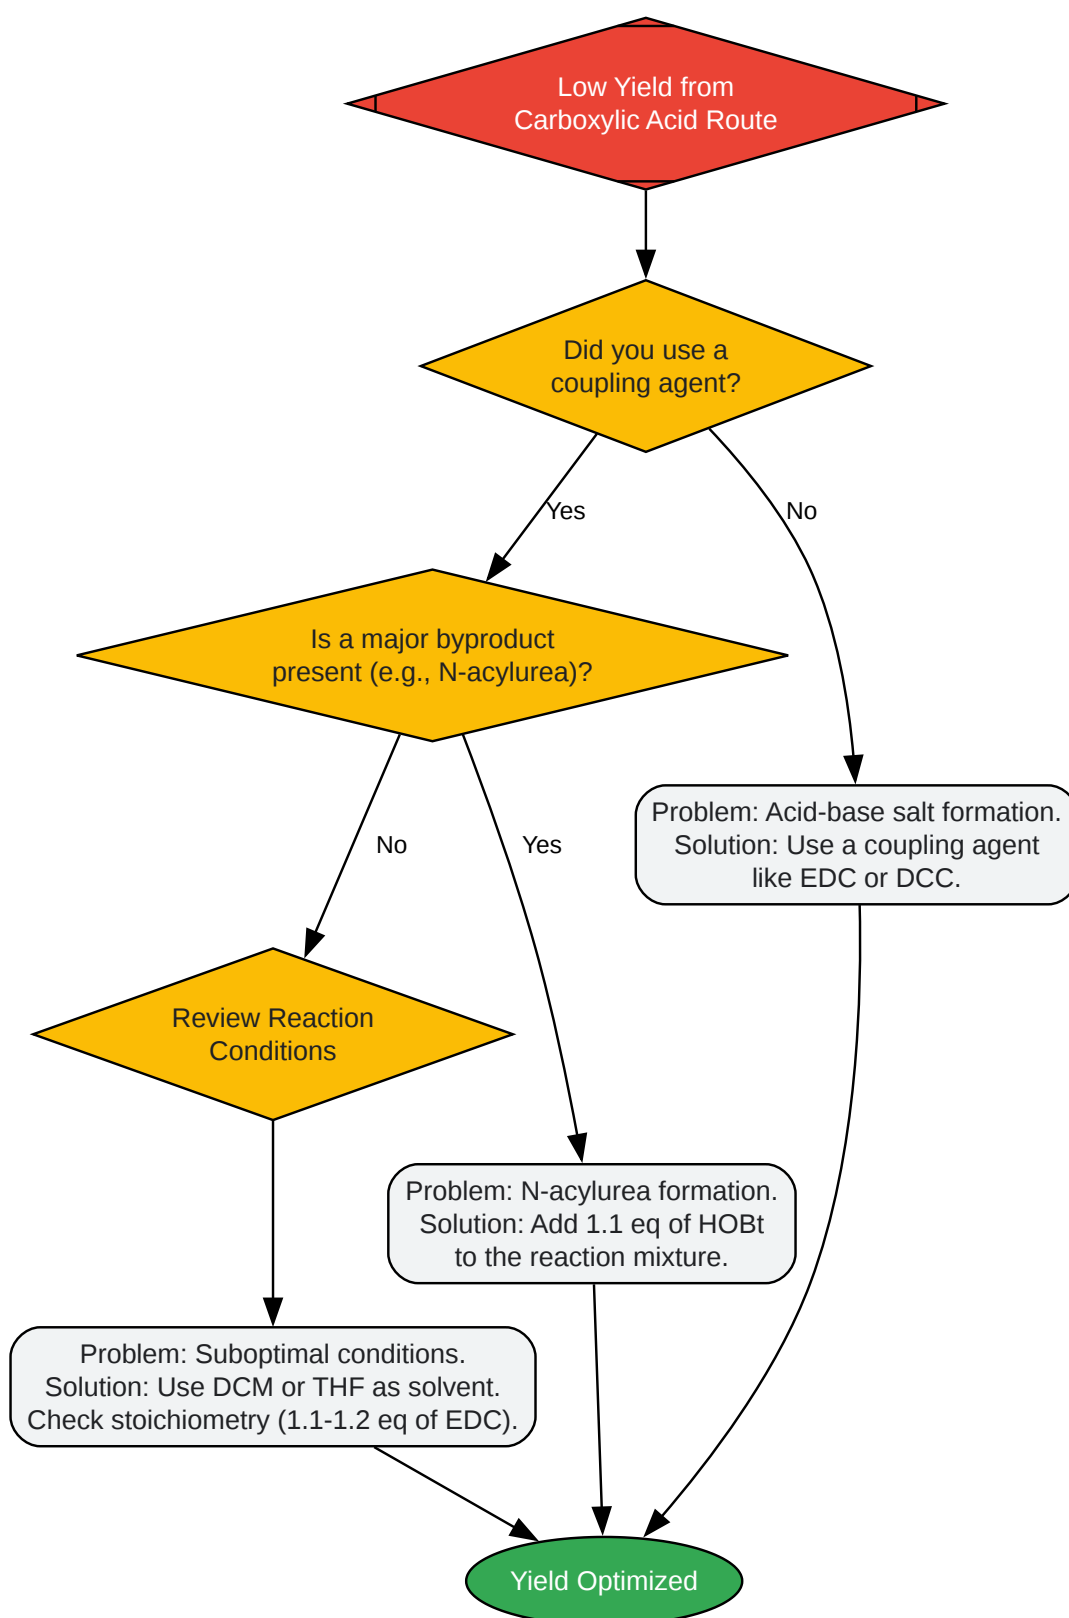 Low Yield from
Carboxylic Acid Route
Did you use a
coupling agent?
Yes
No
Is a major byproduct
present (e.g., N-acylurea)?
Problem: Acid-base salt formation.
Solution: Use a coupling agent
like EDC or DCC.
No
Yes
Review Reaction
Conditions
Problem: N-acylurea formation.
Solution: Add 1.1 eq of HOBt
to the reaction mixture.
Problem: Suboptimal conditions.
Solution: Use DCM or THF as solvent.
Check stoichiometry (1.1-1.2 eq of EDC).
Yield Optimized